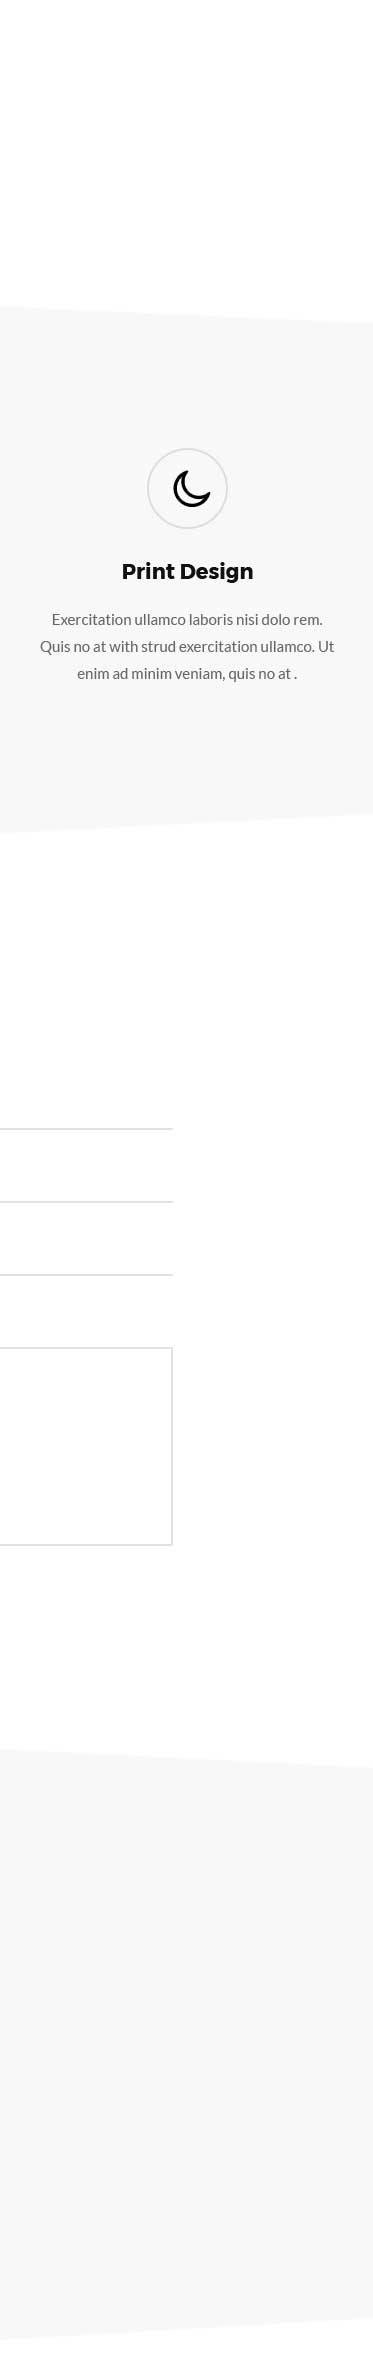 Print Design
Exercitation ullamco laboris nisi dolo rem.
Quis no at with strud exercitation ullamco. Ut
enim ad minim veniam, quis no at .